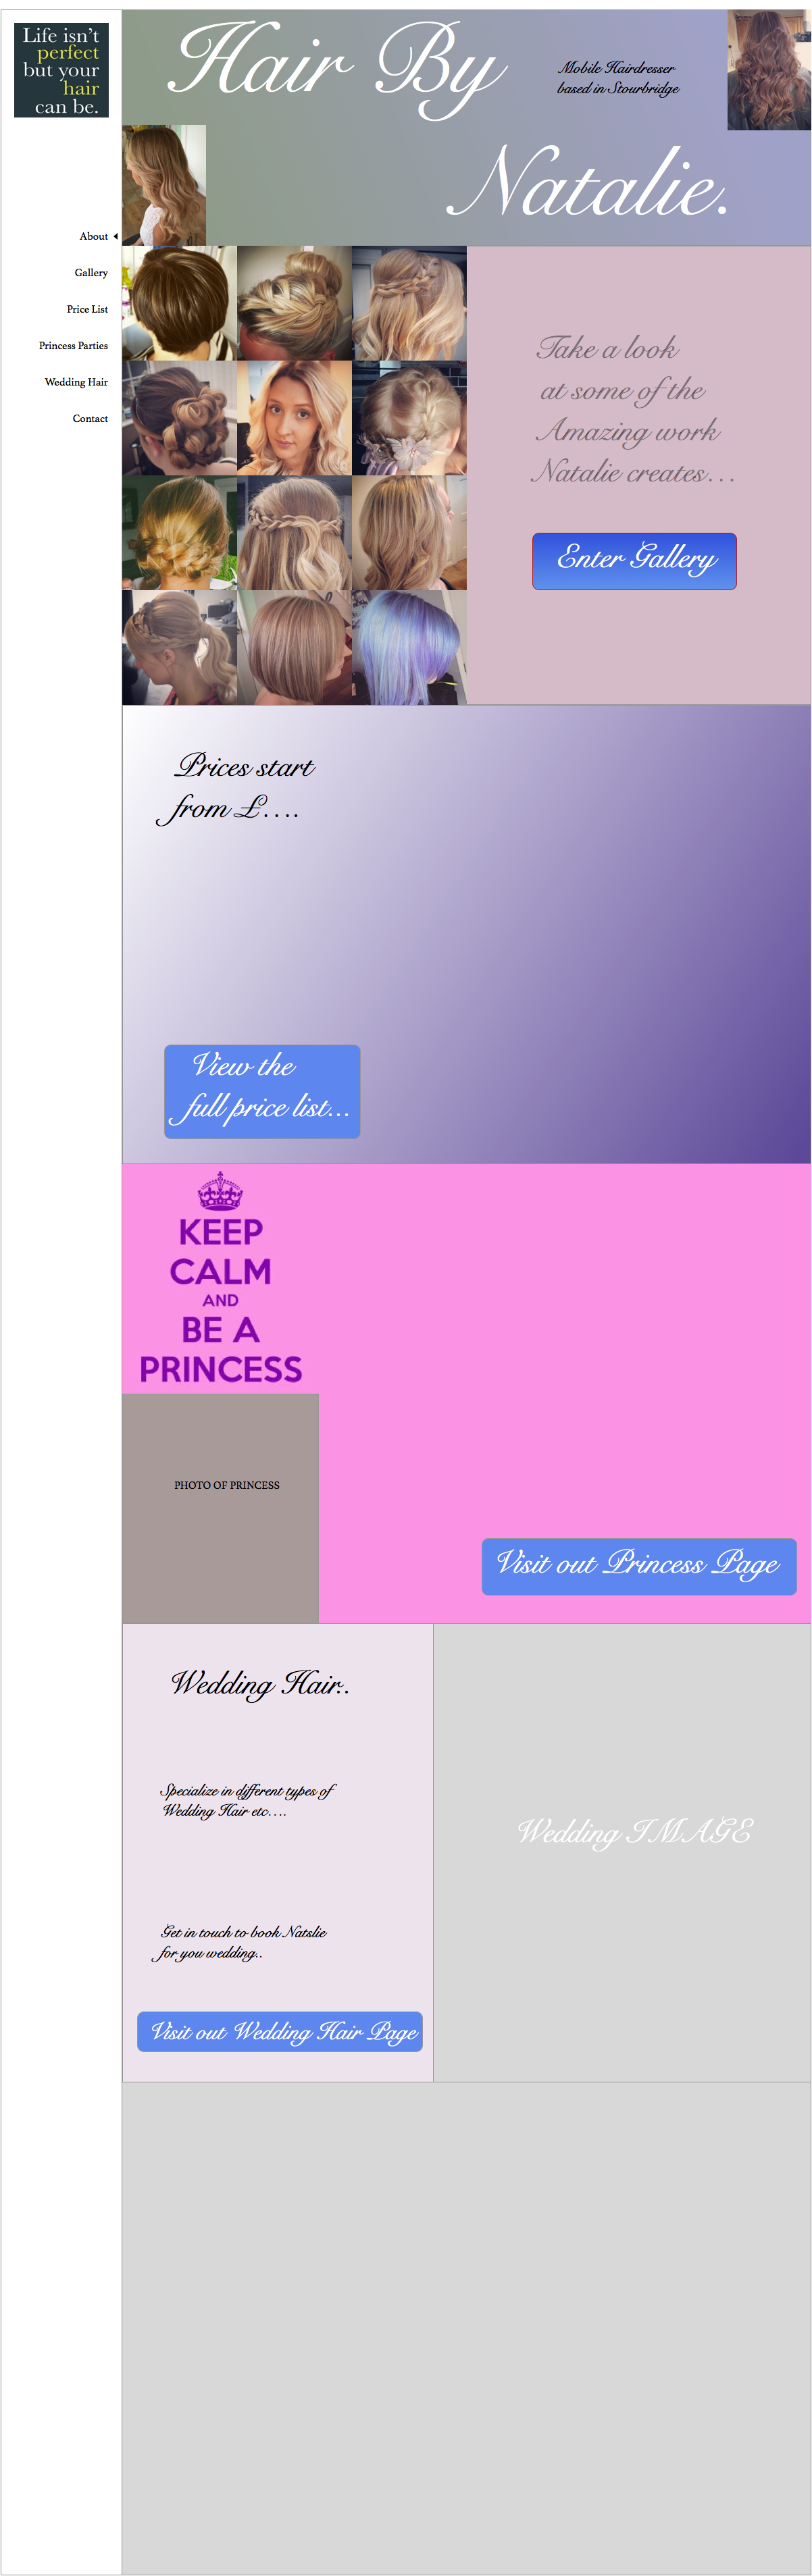 Life isn't
perfect
but your
hair
can be.
About
Gallery
Price List
Princess Parties
Wedding Hair
Contact
Hair By
Natalie.
Mobile Hairdresser
based in Stourbridge
Take a look
at some of the
Amazing work
Natalie creates…
Enter Gallery
Prices start
from £….
View the
full price list…
KEEP
CALM
AND
BE A
PRINCESS
PHOTO OF PRINCESS
Visit out Princess Page
Wedding Hair..
Specialize in different types of
Wedding Hair etc….
Get in touch to book Natslie
for you wedding..
Visit out Wedding Hair Page
Wedding IMAGE